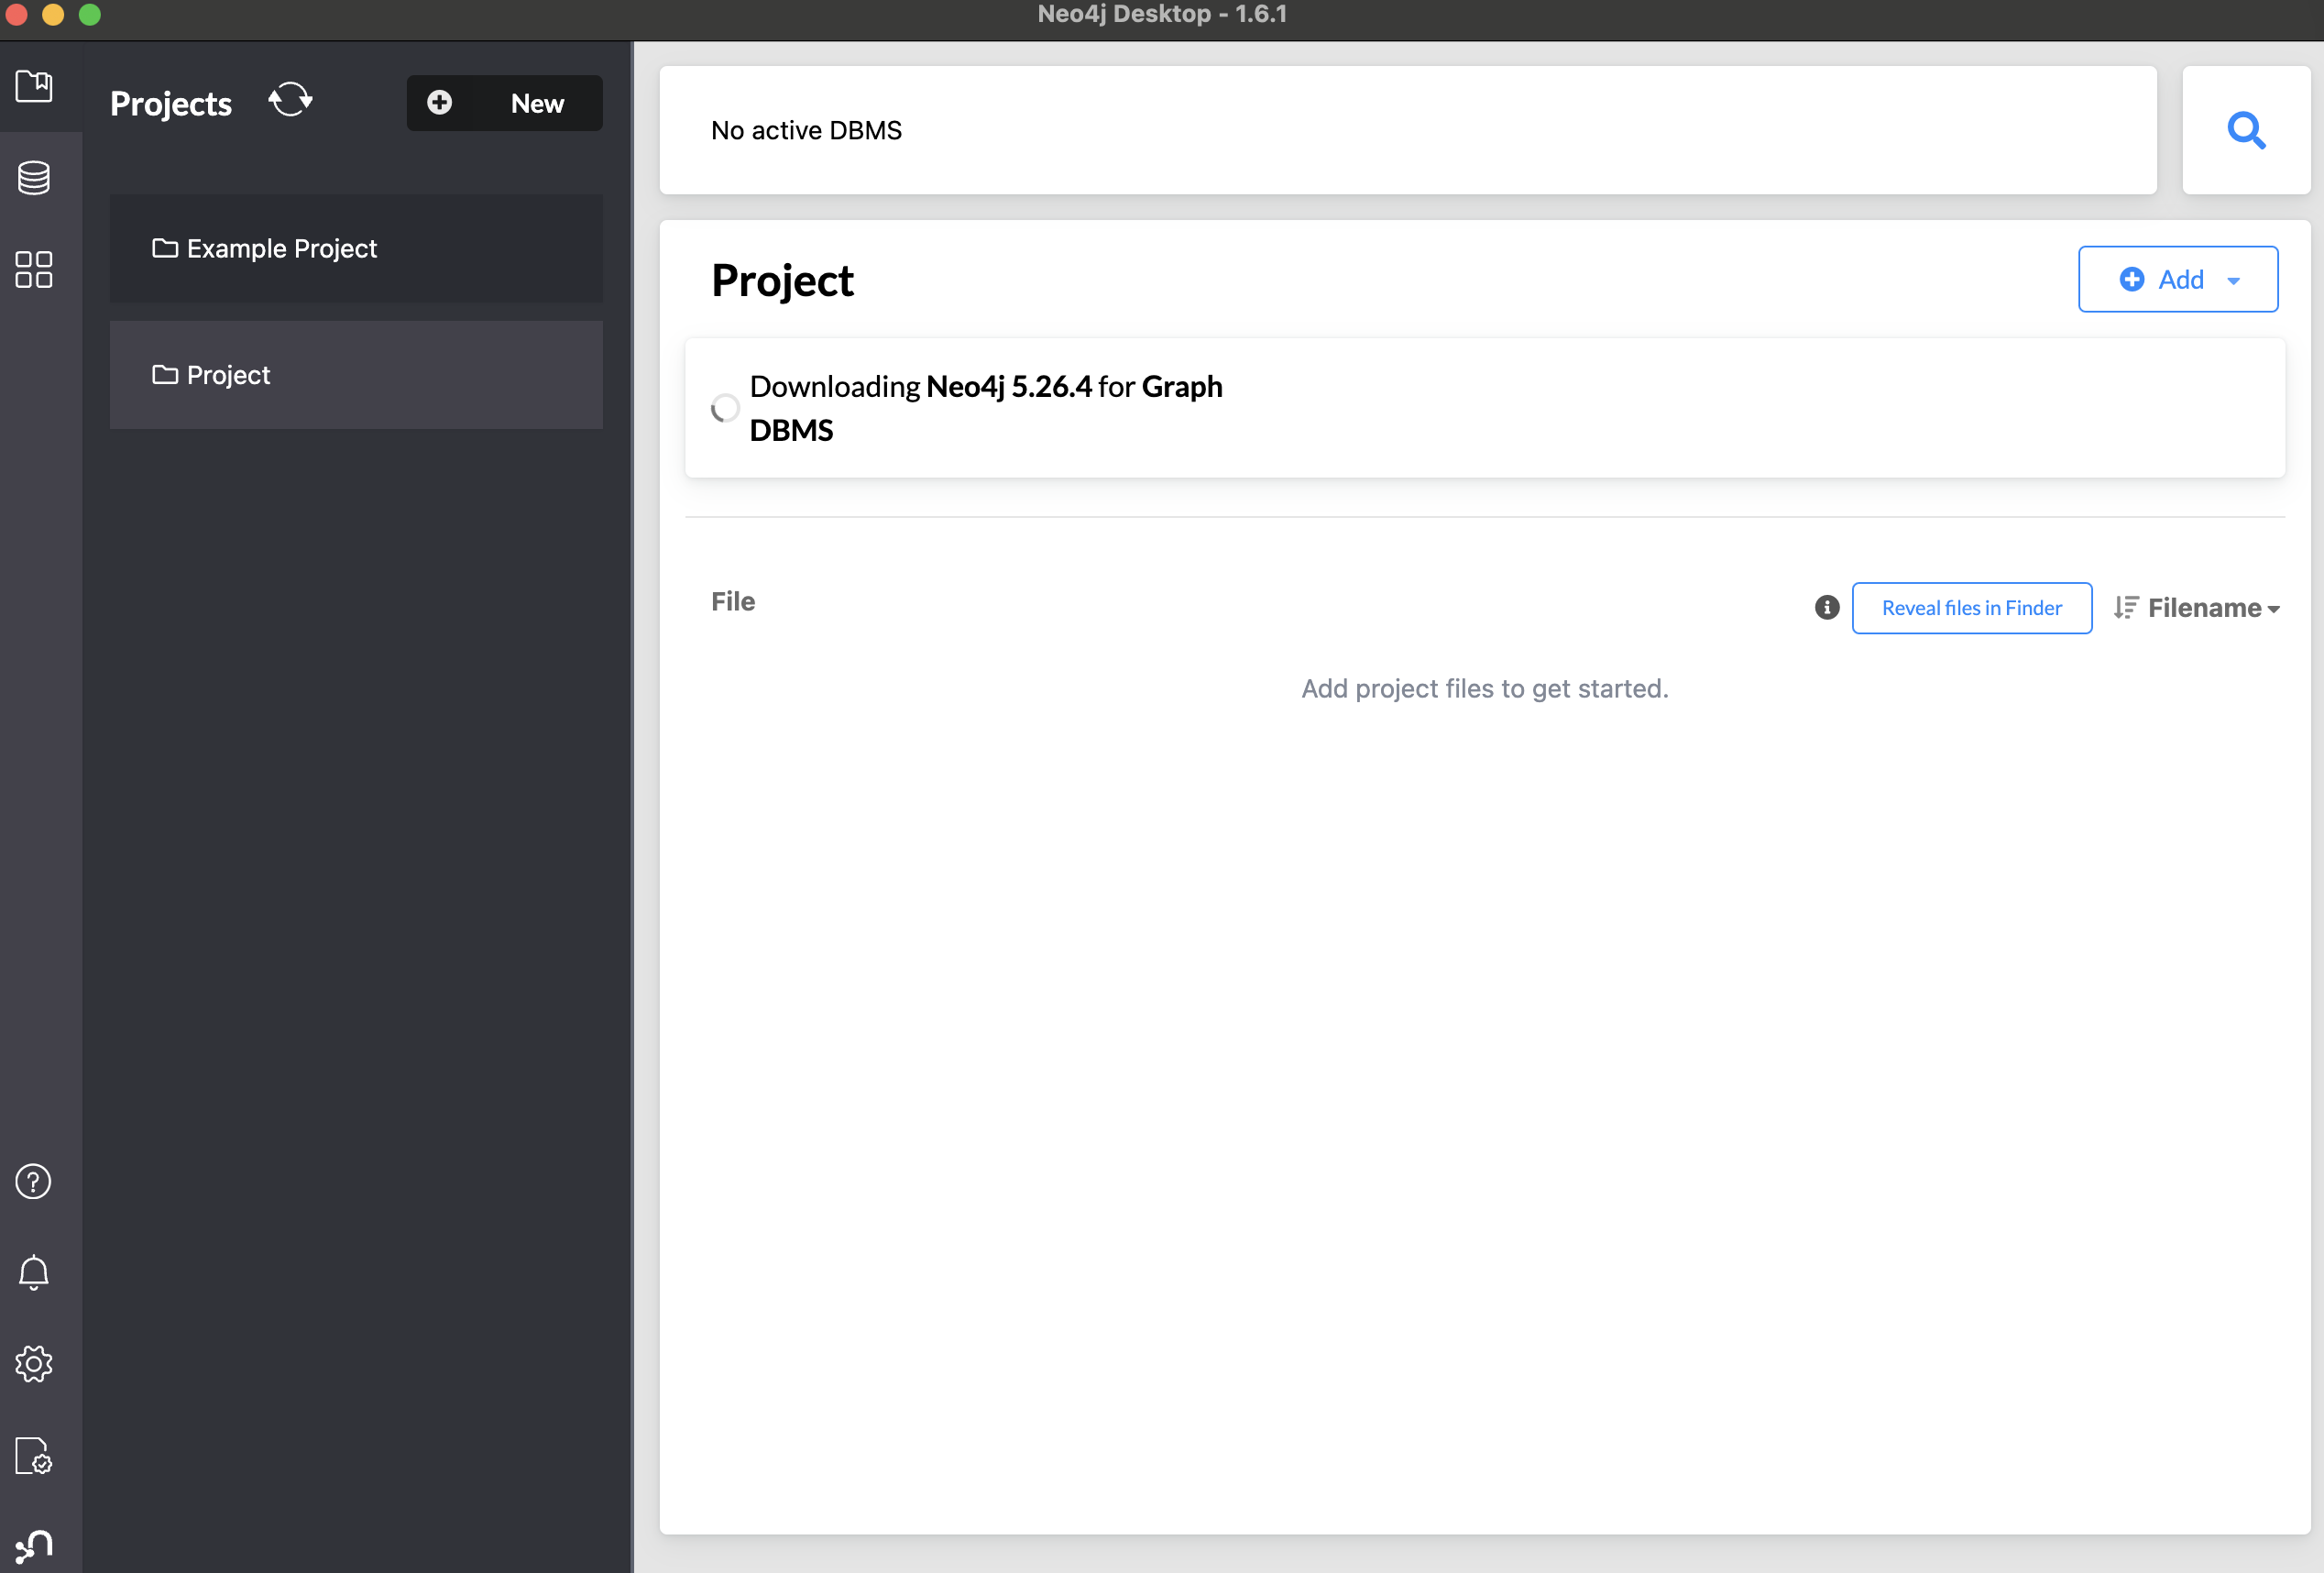 Neo4j Desktop - 1.6.1
Projects
New
Example Project
Project
No active DBMS
Project
Add
Downloading Neo4j 5.26.4 for Graph
DBMS
File
Reveal files in Finder
Filename
Add project files to get started.